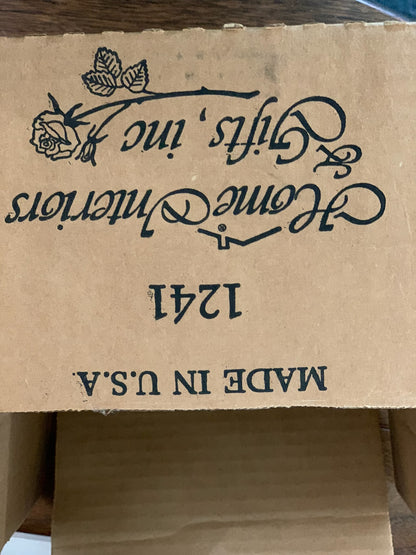 Home Interiors
& Gifts, inc
1241
MADE IN U.S.A.